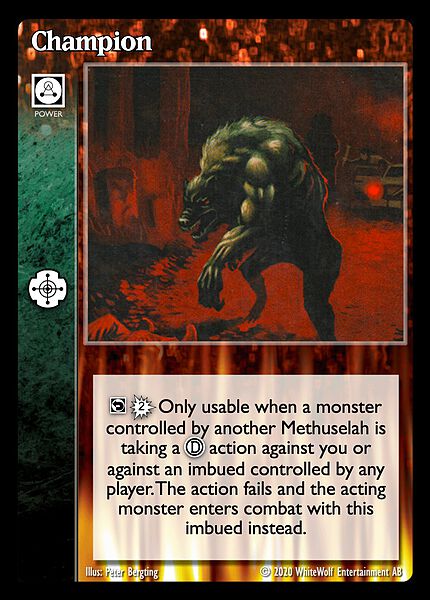 Champion
POWER
2 Only usable when a monster
controlled by another Methuselah is
taking a D action against you or
against an imbued controlled by any
player.The action fails and the acting
monster enters combat with this
imbued instead.
Illus: Peter Bergting
© 2020 WhiteWolf Entertainment AB